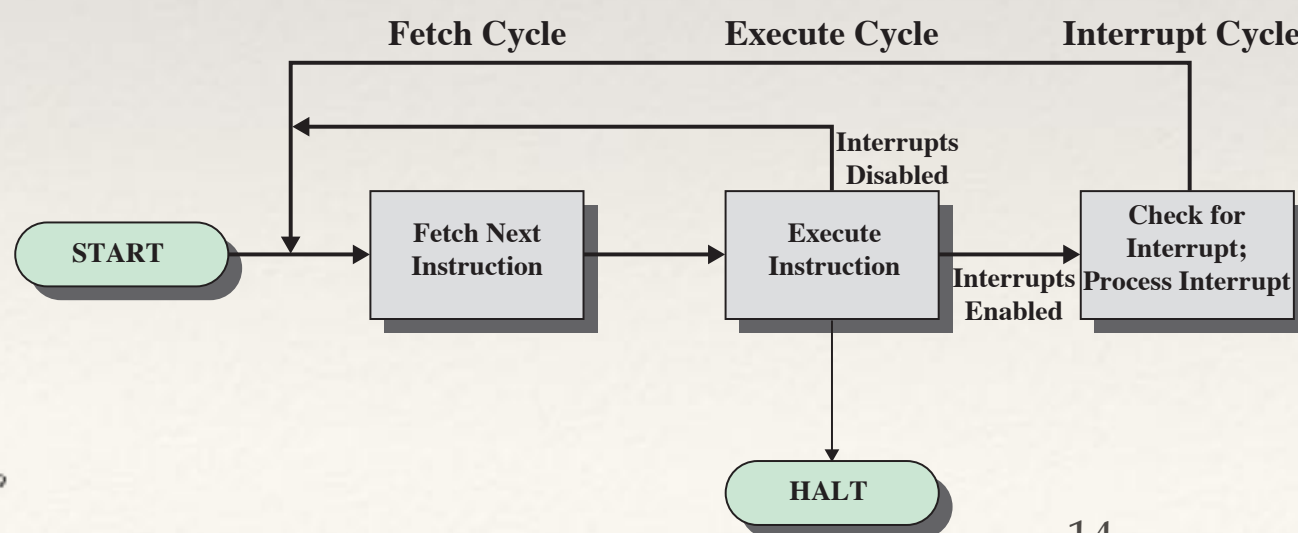 Fetch Cycle
Execute Cycle
Interrupt Cycle
Interrupts
Disabled
START
Fetch Next
Instruction
Execute
Instruction
Interrupts
Enabled
Check for
Interrupt;
Process Interrupt
HALT
14